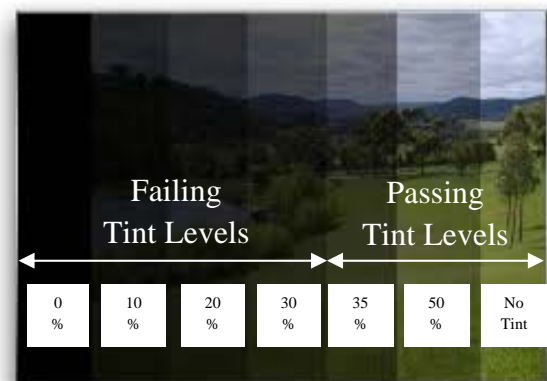 Failing
Tint Levels
Passing
Tint Levels
0
%
10
%
20
%
30
%
35
%
50
%
No
Tint